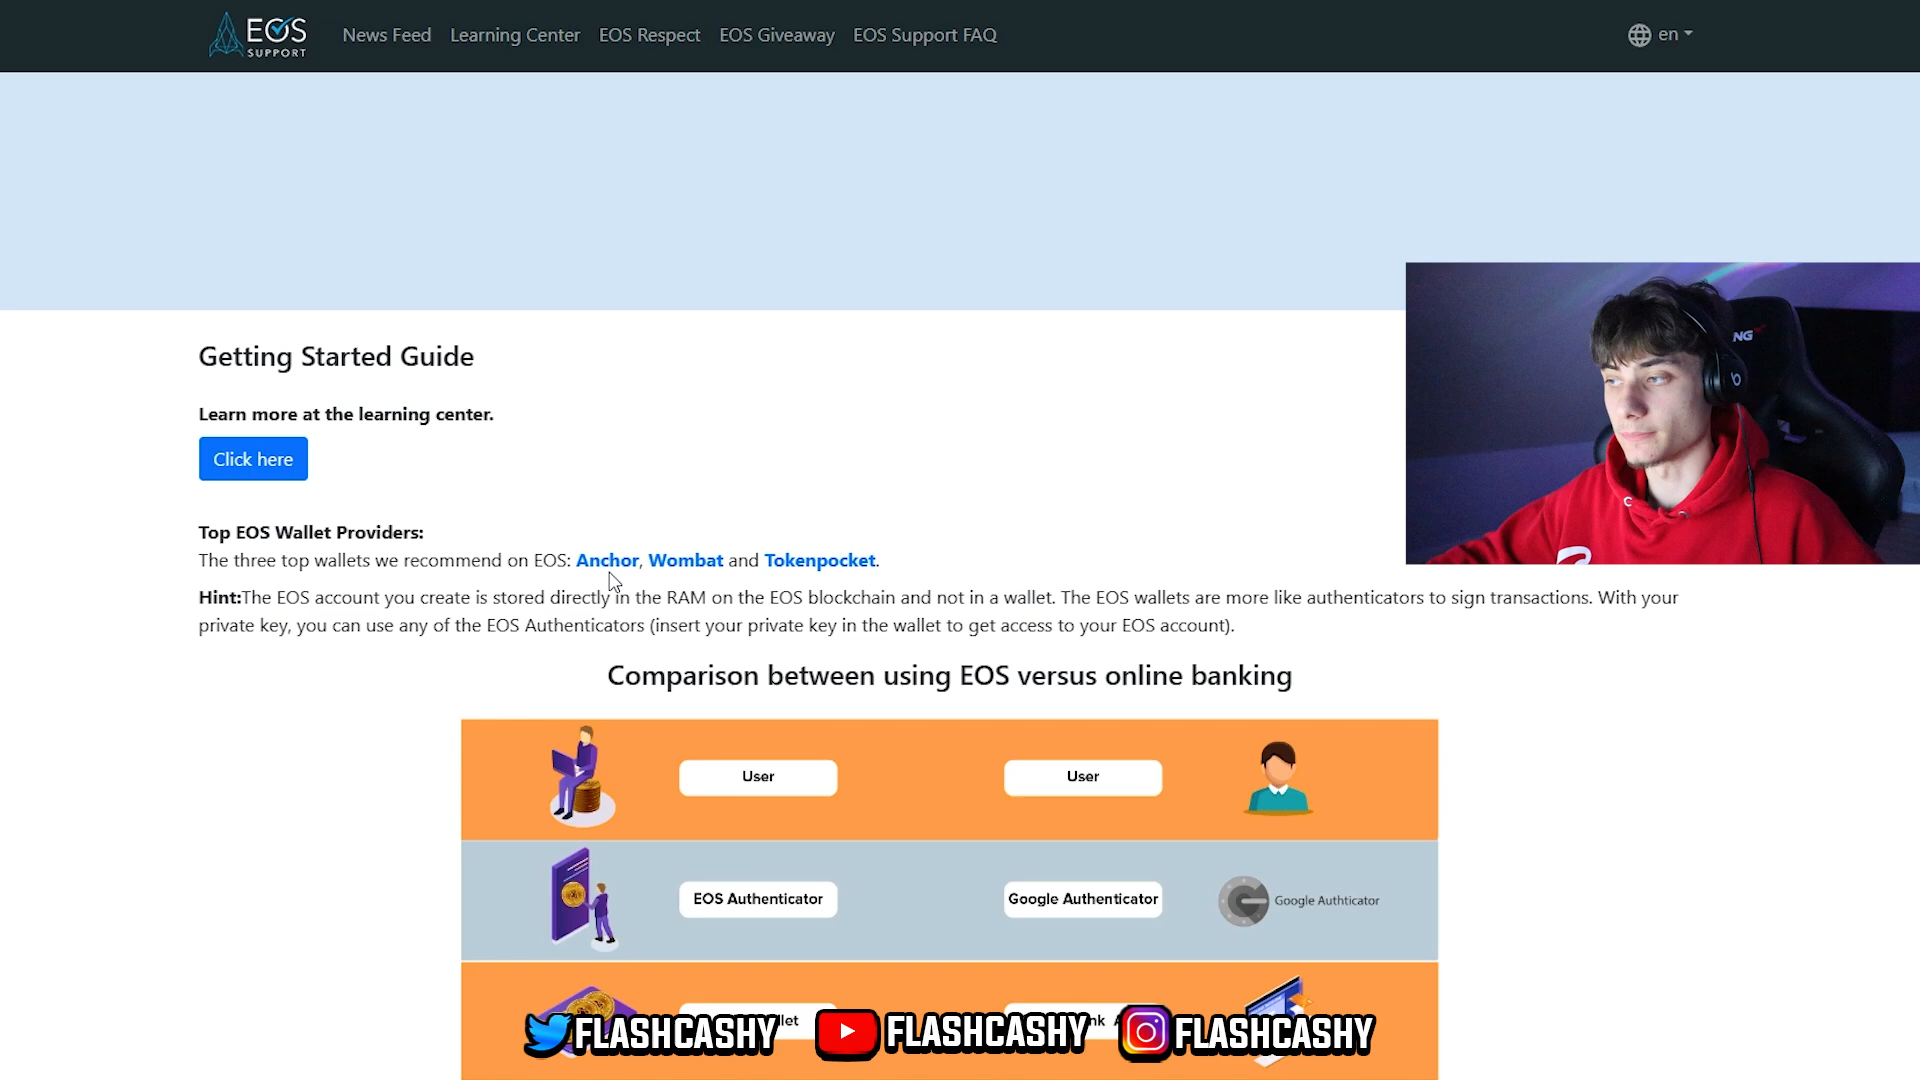 EOS SUPPORT
News Feed
Learning Center
EOS Respect
EOS Giveaway
EOS Support FAQ
en
Getting Started Guide
Learn more at the learning center.
Click here
NG
Top EOS Wallet Providers:
The three top wallets we recommend on EOS: Anchor, Wombat and Tokenpocket.
Hint:The EOS account you create is stored directly in the RAM on the EOS blockchain and not in a wallet. The EOS wallets are more like authenticators to sign transactions. With your
private key, you can use any of the EOS Authenticators (insert your private key in the wallet to get access to your EOS account).
Comparison between using EOS versus online banking
User
User
EOS Authenticator
Google Authenticator
Google Authticator
FLASHCASHY
FLASHCASHY
FLASHCASHY